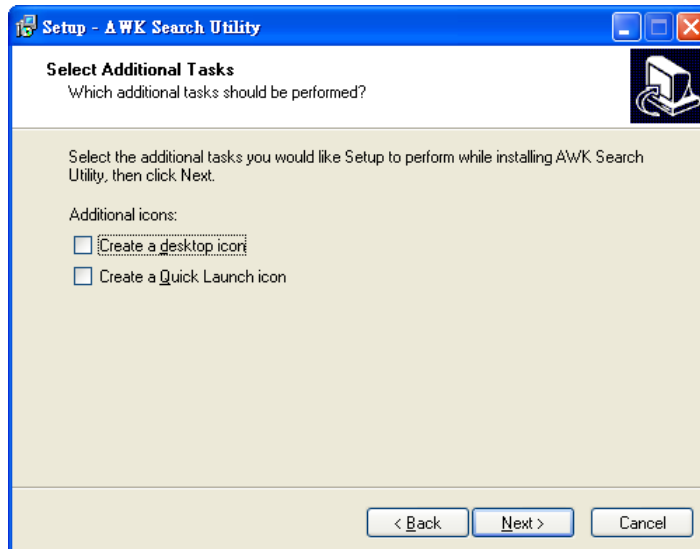 Setup - AWK Search Utility
Select Additional Tasks
Which additional tasks should be performed?
Select the additional tasks you would like Setup to perform while installing AWK Search
Utility, then click Next.
Additional icons:
Create a desktop icon
Create a Quick Launch icon
< Back Next > Cancel